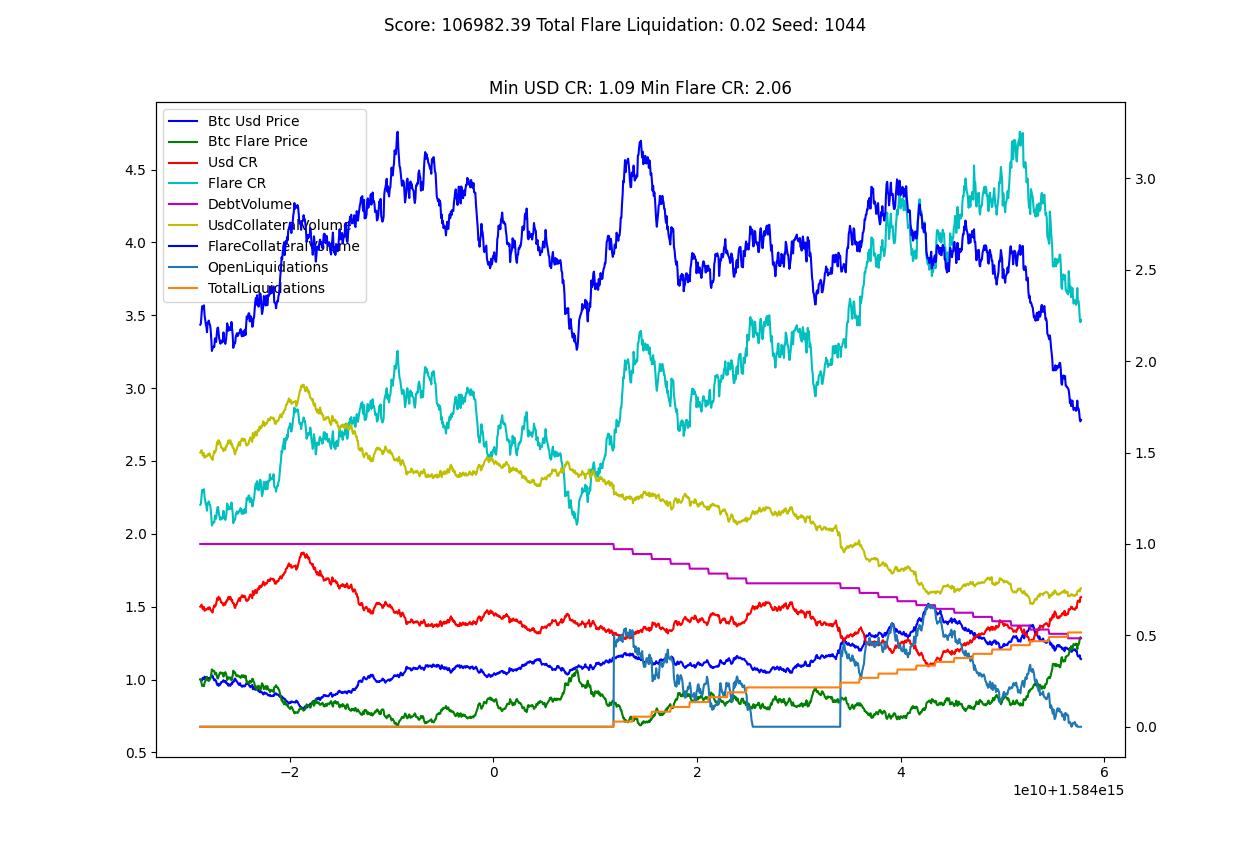 Score: 106982.39 Total Flare Liquidation: 0.02 Seed: 1044
Min USD CR: 1.09 Min Flare CR: 2.06
Btc Usd Price
Btc Flare Price
Usd CR
Flare CR
DebtVolume
UsdCollateralVolume
FlareCollateralVolume
OpenLiquidations
TotalLiquidations
4.5
4.0
3.5
3.0
2.5
2.0
1.5
1.0
0.5
3.0
2.5
2.0
1.5
1.0
0.5
0.0
−2 0 2 4 6
1e10+1.584e15